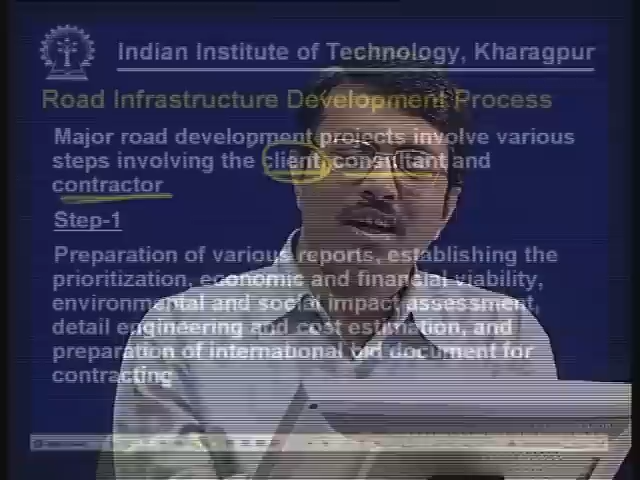 Indian Institute of Technology, Kharagpur
Road Infrastructure Development Process
Major road development projects involve various
steps involving the client, consultant and
contractor
Step-1
Preparation of various reports, establishing the
prioritization, economic and financial viability,
environmental and social impact assessment,
detail engineering and cost estimation, and
preparation of international bid document for
contracting